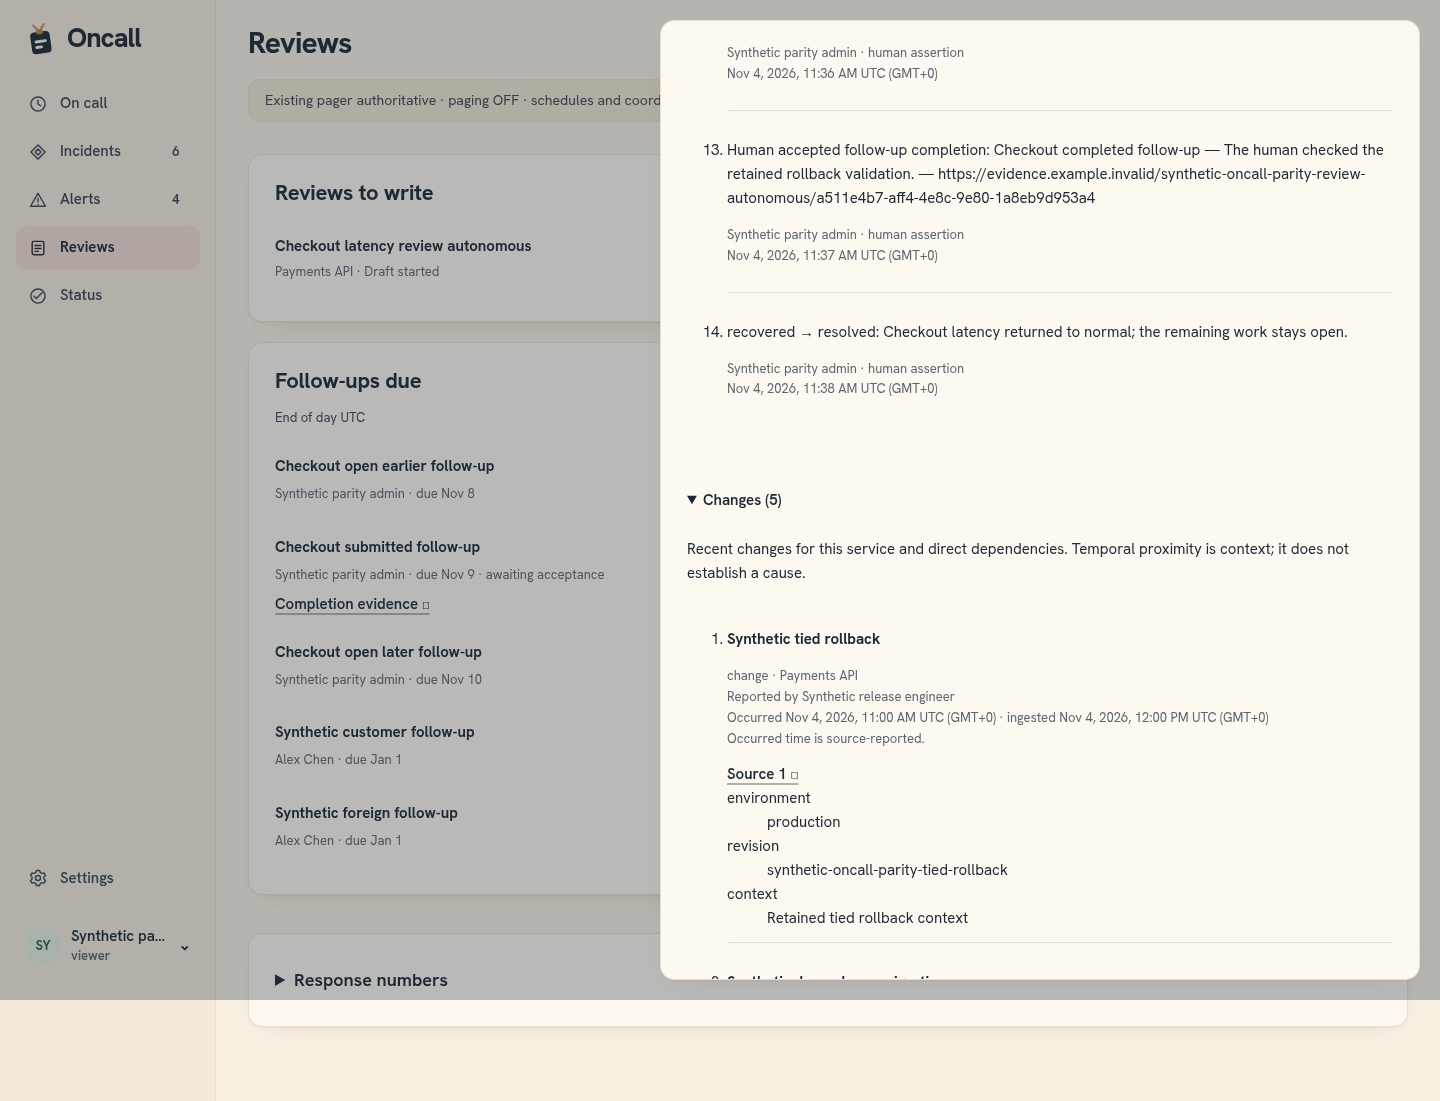 Oncall
On call
Incidents 6
Alerts 4
Reviews
Status
Settings
SY
Synthetic pa...
viewer
Reviews
Existing pager authoritative · paging OFF · schedules and coord
Reviews to write
Checkout latency review autonomous
Payments API · Draft started
Follow-ups due
End of day UTC
Checkout open earlier follow-up
Synthetic parity admin · due Nov 8
Checkout submitted follow-up
Synthetic parity admin · due Nov 9 · awaiting acceptance
Completion evidence
Checkout open later follow-up
Synthetic parity admin · due Nov 10
Synthetic customer follow-up
Alex Chen · due Jan 1
Synthetic foreign follow-up
Alex Chen · due Jan 1
Response numbers
Synthetic parity admin · human assertion
Nov 4, 2026, 11:36 AM UTC (GMT+0)
13. Human accepted follow-up completion: Checkout completed follow-up — The human checked the
retained rollback validation. — https://evidence.example.invalid/synthetic-oncall-parity-review-
autonomous/a511e4b7-aff4-4e8c-9e80-1a8eb9d953a4
Synthetic parity admin · human assertion
Nov 4, 2026, 11:37 AM UTC (GMT+0)
14. recovered → resolved: Checkout latency returned to normal; the remaining work stays open.
Synthetic parity admin · human assertion
Nov 4, 2026, 11:38 AM UTC (GMT+0)
Changes (5)
Recent changes for this service and direct dependencies. Temporal proximity is context; it does not
establish a cause.
1. Synthetic tied rollback
change · Payments API
Reported by Synthetic release engineer
Occurred Nov 4, 2026, 11:00 AM UTC (GMT+0) · ingested Nov 4, 2026, 12:00 PM UTC (GMT+0)
Occurred time is source-reported.
Source 1
environment
production
revision
synthetic-oncall-parity-tied-rollback
context
Retained tied rollback context